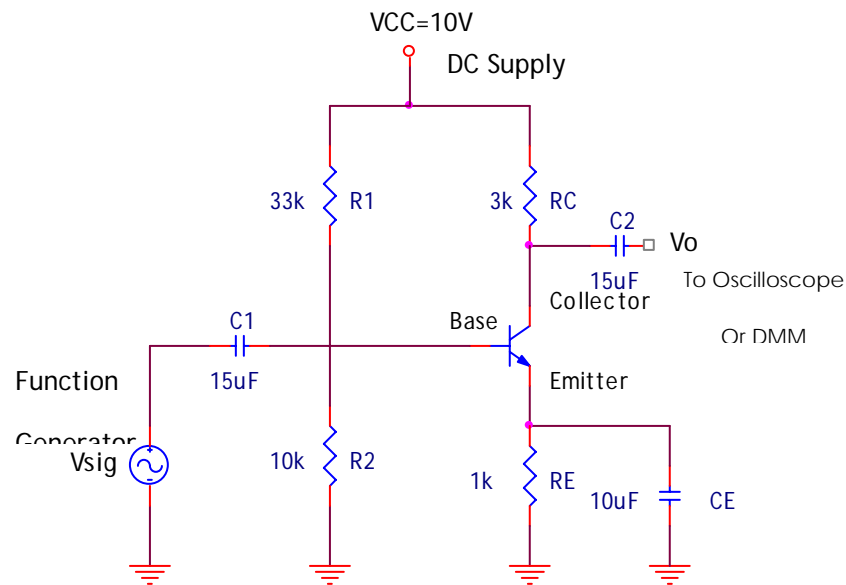 VCC=10V
DC Supply
33k R1
3k RC
C2
Vo
15uF
To Oscilloscope
Collector
Or DMM
C1
Base
15uF
Function
Emitter
Generator
Vsig
10k R2
1k RE
10uF CE